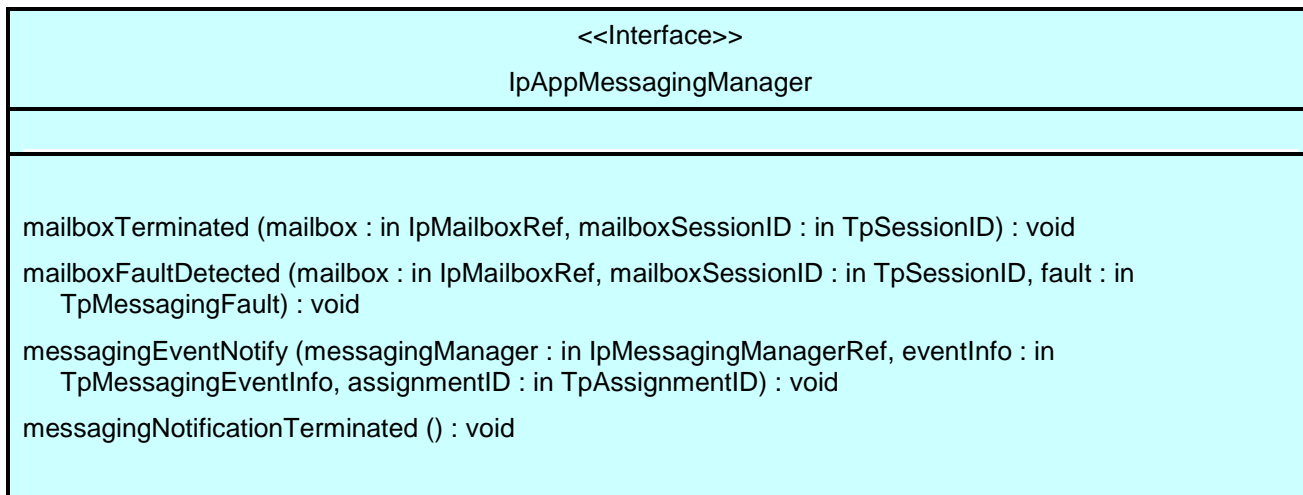 <<Interface>>
IpAppMessagingManager
mailboxTerminated (mailbox : in IpMailboxRef, mailboxSessionID : in TpSessionID) : void
mailboxFaultDetected (mailbox : in IpMailboxRef, mailboxSessionID : in TpSessionID, fault : in
TpMessagingFault) : void
messagingEventNotify (messagingManager : in IpMessagingManagerRef, eventInfo : in
TpMessagingEventInfo, assignmentID : in TpAssignmentID) : void
messagingNotificationTerminated () : void